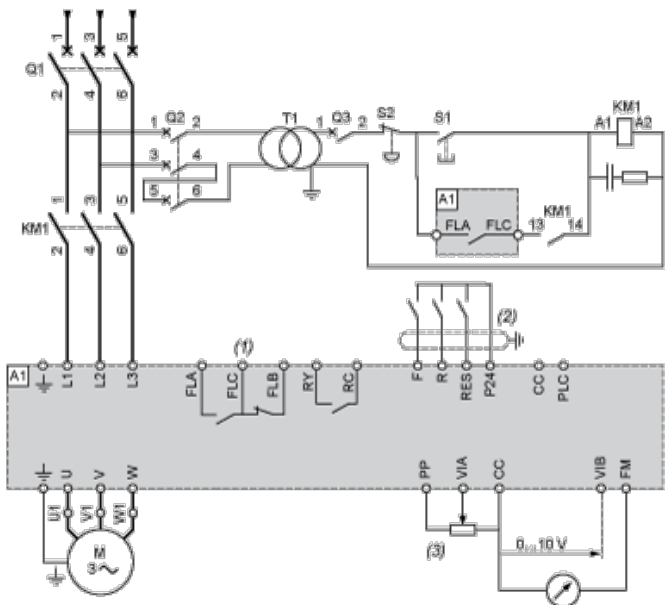 1 3 5
Q1
2 4 6
1 Q2 2 T1 1 Q3 2 S2 S1 KM1
A1 A2
3 4
5 6
A1
FLA FLC 13 KM1 14
1 3 5
KM1
2 4 6
(1) (2)
A1
L1 L2 L3 FLA FLC FLB RY RC F R RES P24 CC PLC
U V W PP VIA CC VIB FM
U1 V1 W1
M
3~
(3)
0...10 V